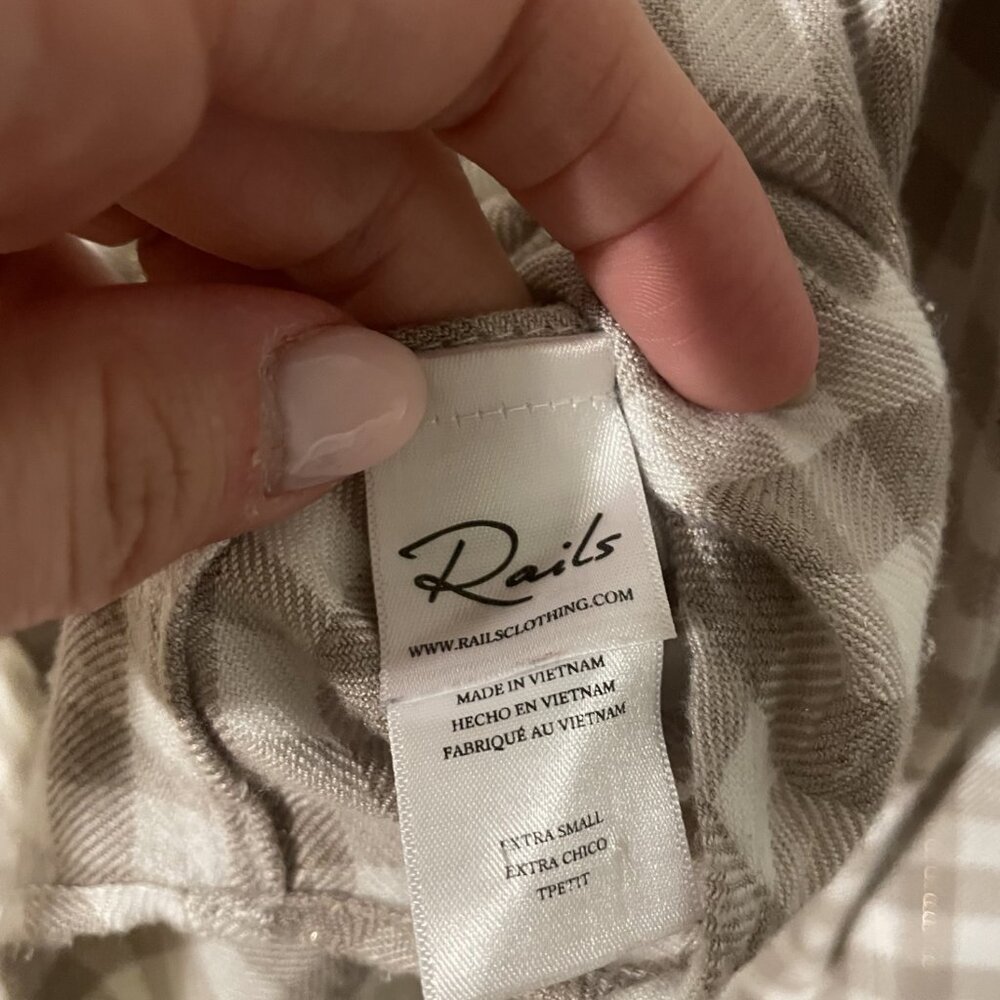 Rails
WWW.RAILSCLOTHING.COM
MADE IN VIETNAM
HECHO EN VIETNAM
FABRIQUÉ AU VIETNAM
EXTRA SMALL
EXTRA CHICO
TPETIT